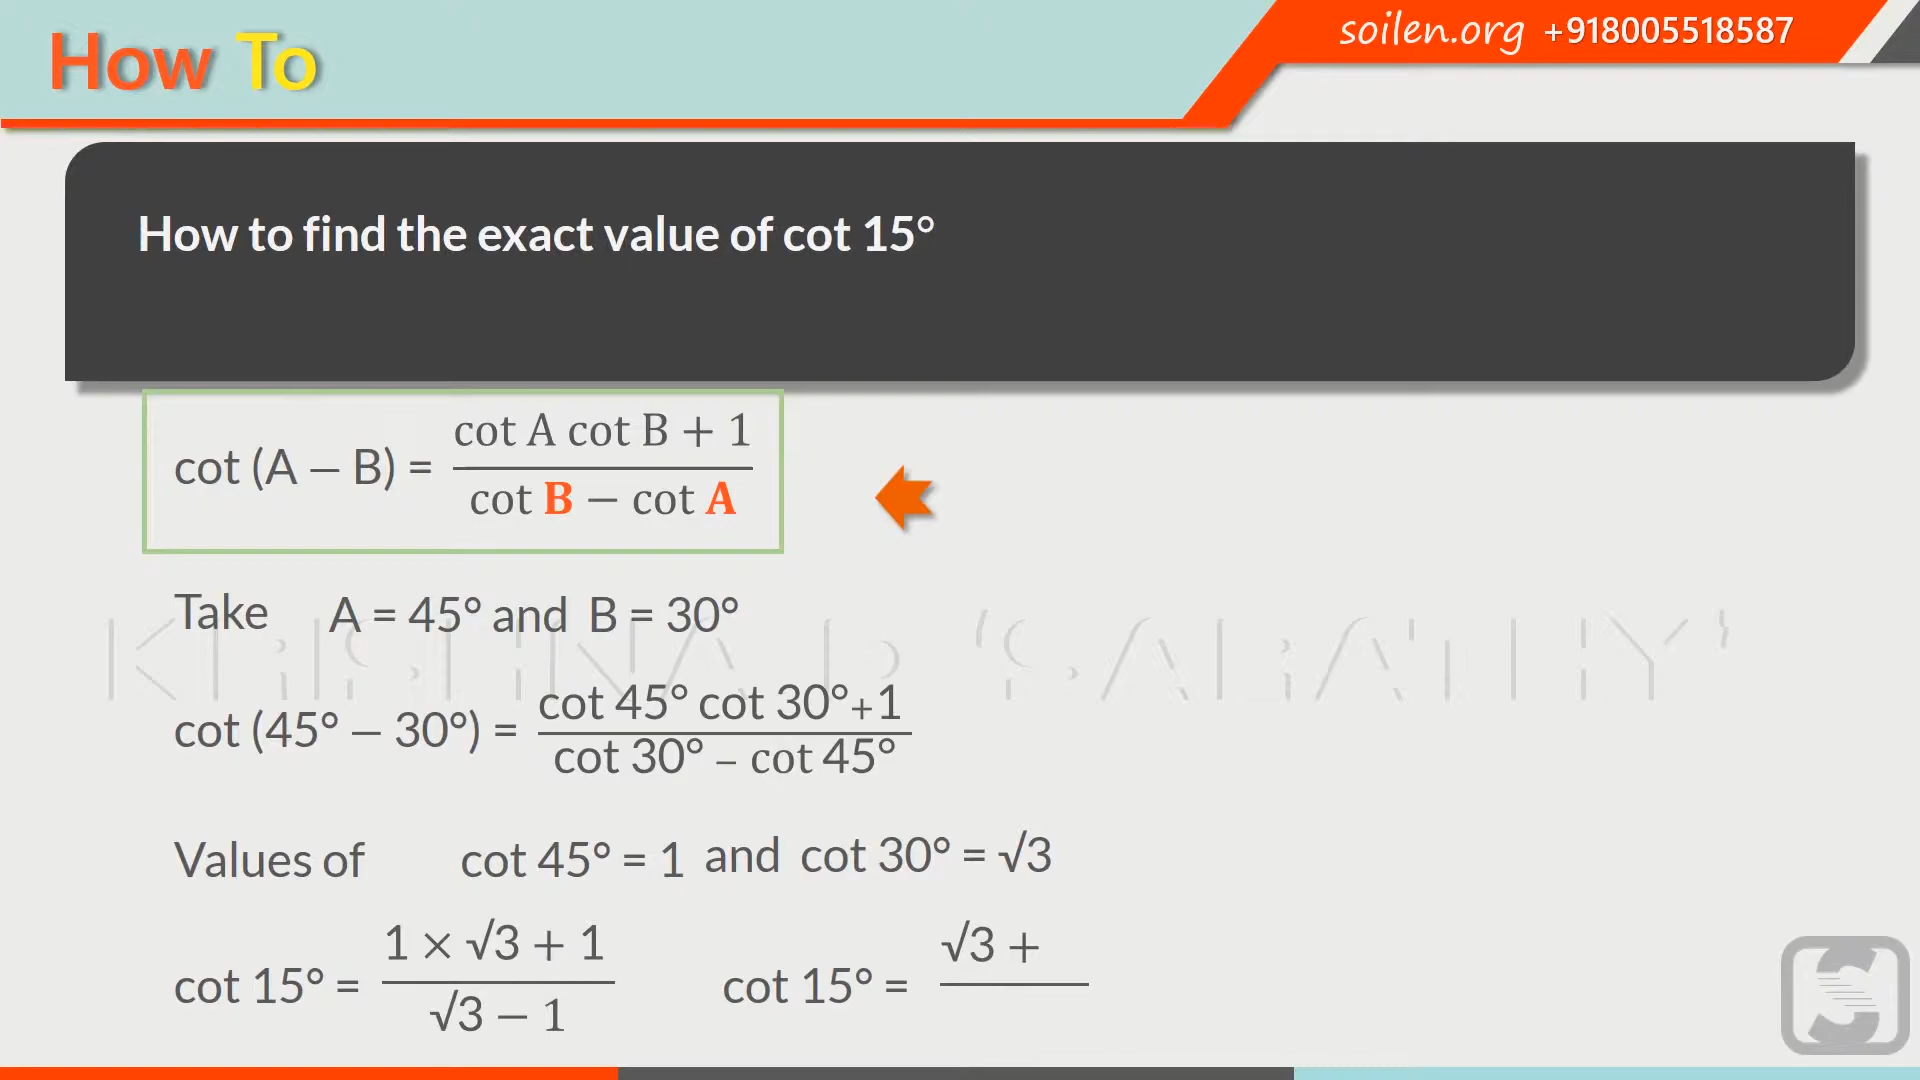 How To
soilen.org +918005518587
How to find the exact value of cot 15°
cot (A − B) = cot A cot B + 1
cot B − cot A
Take A = 45° and B = 30°
cot (45° − 30°) = cot 45° cot 30°+1
cot 30° − cot 45°
Values of cot 45° = 1 and cot 30° = √3
cot 15° = 1 × √3 + 1
√3 − 1
cot 15° = √3 +